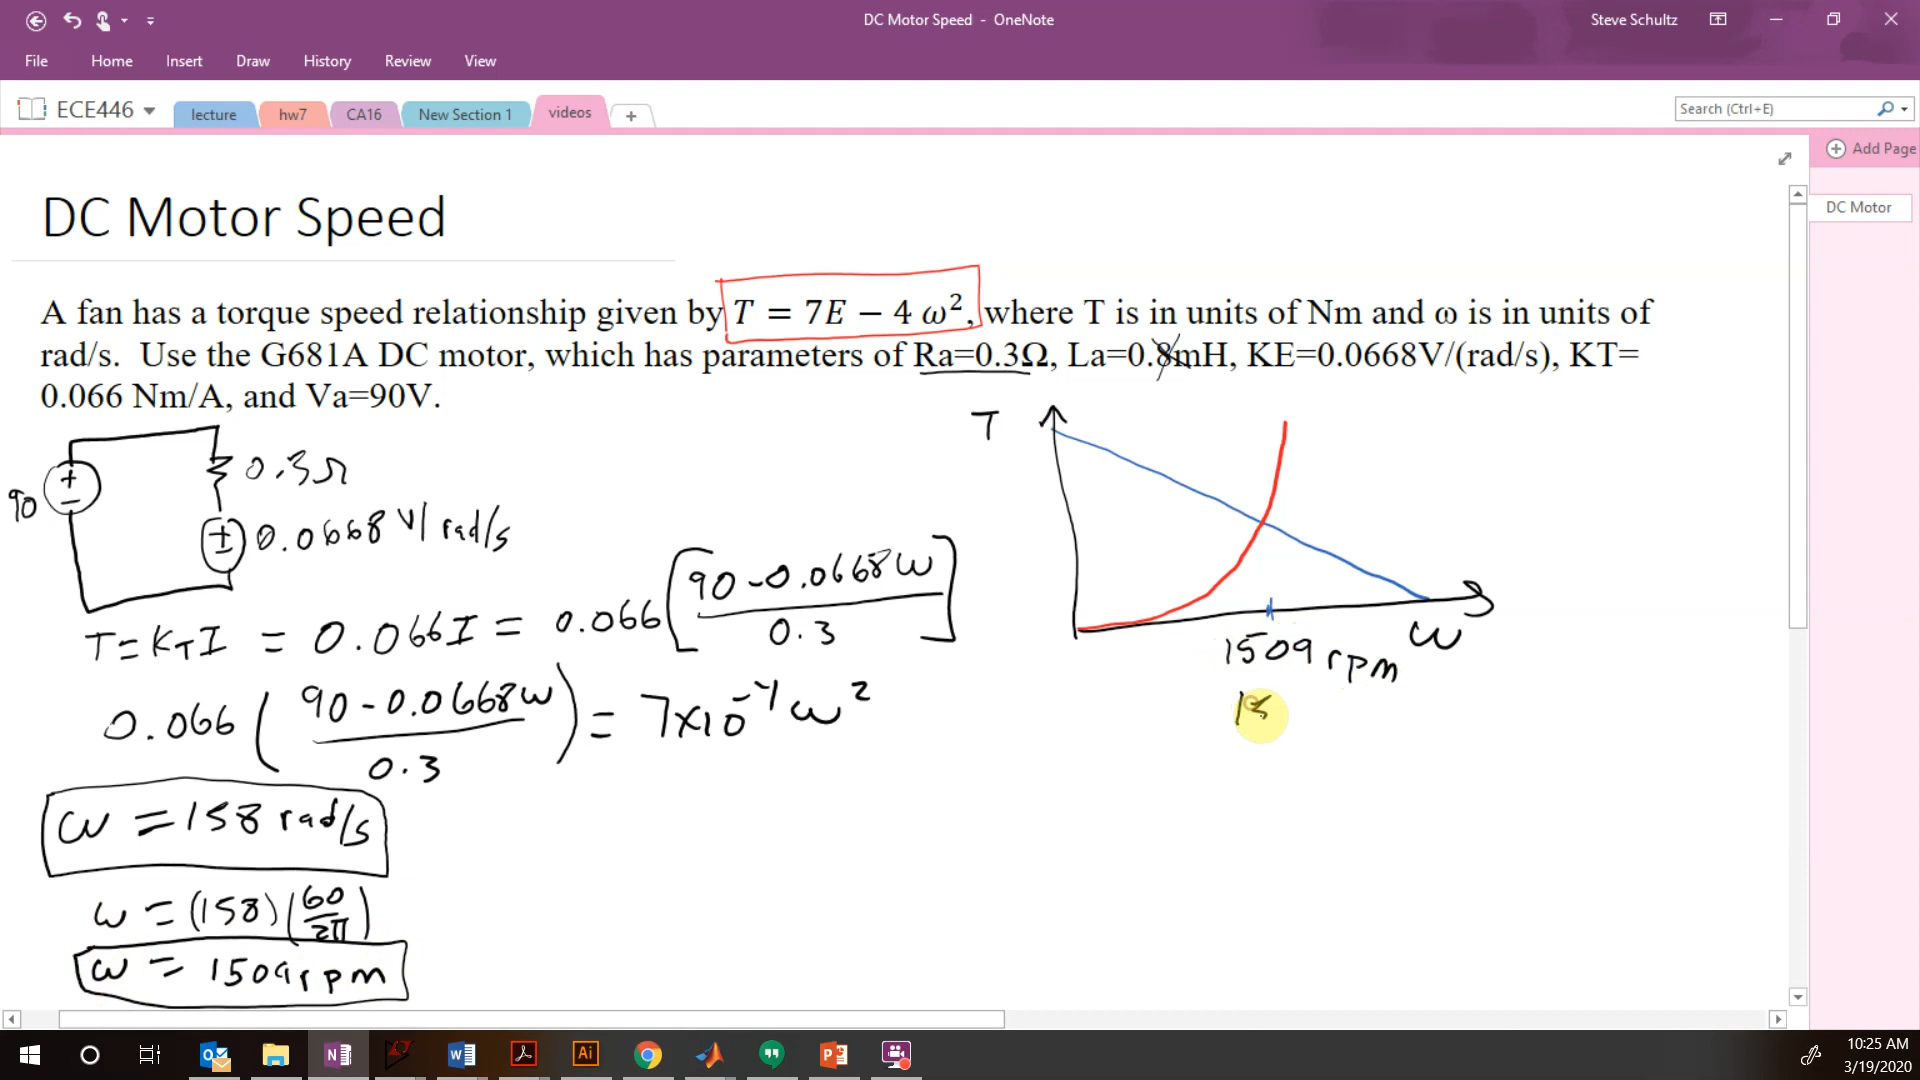 DC Motor Speed - OneNote
Steve Schultz
File Home Insert Draw History Review View
ECE446 lecture hw7 CA16 New Section 1 videos +
Search (Ctrl+E)
Add Page
DC Motor
DC Motor Speed
A fan has a torque speed relationship given by T = 7E − 4 ω², where T is in units of Nm and ω is in units of
rad/s. Use the G681A DC motor, which has parameters of Ra=0.3Ω, La=0.8mH, KE=0.0668V/(rad/s), KT=
0.066 Nm/A, and Va=90V.
T
90 + − 0.3Ω
± 0.0668 V/rad/s
T = K_T I = 0.066 I = 0.066 [ (90 - 0.0668ω) / 0.3 ]
0.066 ( (90 - 0.0668ω) / 0.3 ) = 7x10⁻⁴ ω²
ω = 158 rad/s
ω = (158)(60/2π)
ω = 1509 rpm
ω
1509 rpm
15
10:25 AM
3/19/2020